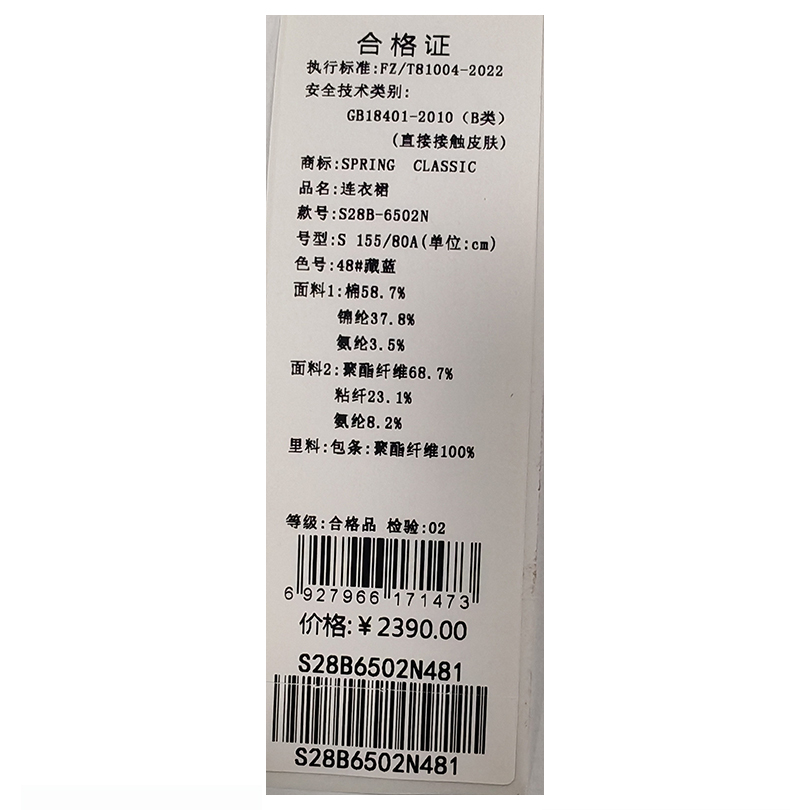 合格证
执行标准:FZ/T81004-2022
安全技术类别:
GB18401-2010（B类）
(直接接触皮肤)
商标:SPRING CLASSIC
品名:连衣裙
款号:S28B-6502N
号型:S 155/80A(单位:cm)
色号:48#藏蓝
面料1:棉58.7%
锦纶37.8%
氨纶3.5%
面料2:聚酯纤维68.7%
粘纤23.1%
氨纶8.2%
里料:包条:聚酯纤维100%
等级:合格品 检验:02
6 927966 171473
价格:￥2390.00
S28B6502N481
S28B6502N481